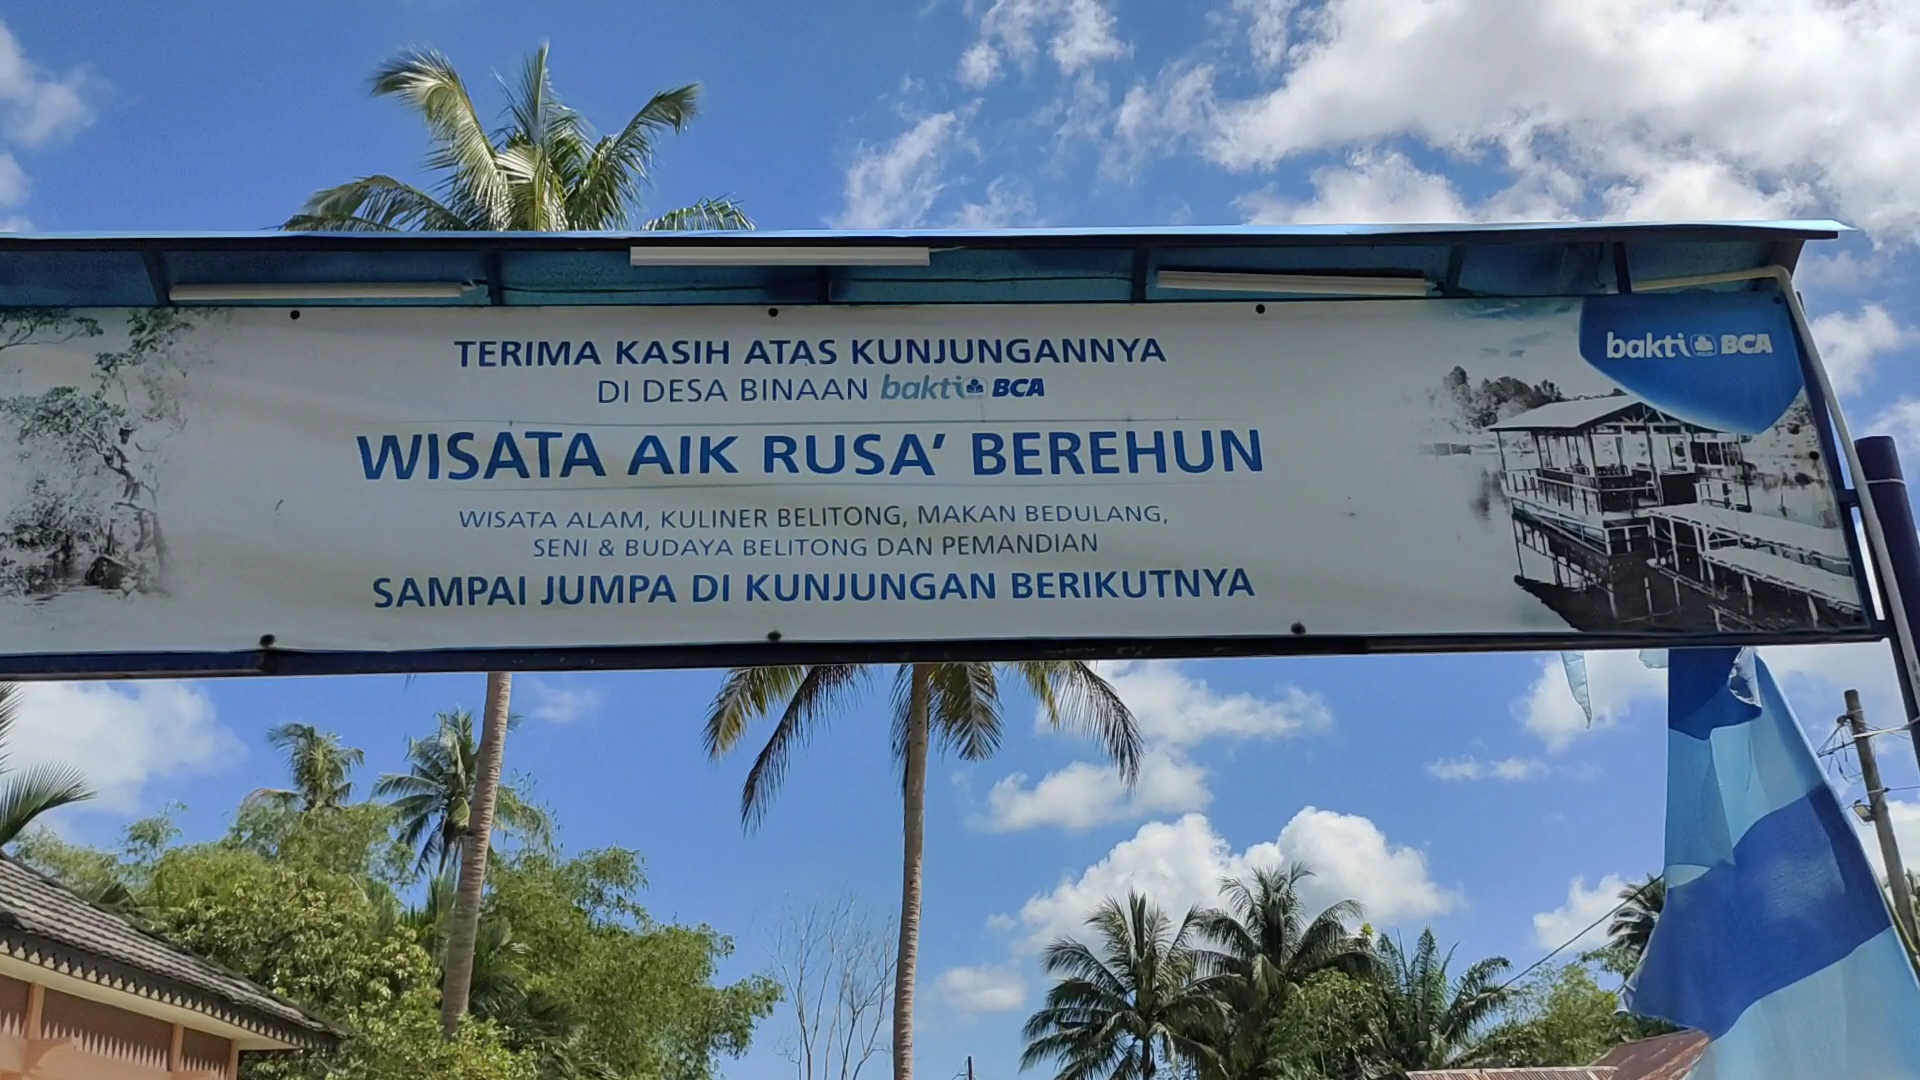 TERIMA KASIH ATAS KUNJUNGANNYA
DI DESA BINAAN bakti BCA
WISATA AIK RUSA' BEREHUN
WISATA ALAM, KULINER BELITONG, MAKAN BEDULANG,
SENI & BUDAYA BELITONG DAN PEMANDIAN
SAMPAI JUMPA DI KUNJUNGAN BERIKUTNYA
bakti BCA